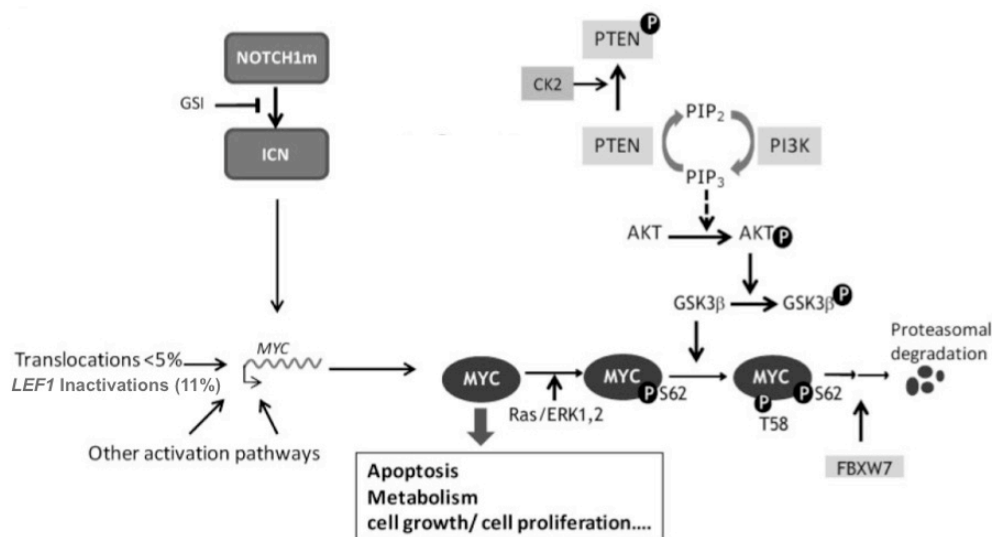 NOTCH1m
GSI
ICN
PTEN P
CK2
PTEN
PIP2
PI3K
PIP3
AKT
AKT P
GSK3β
GSK3β P
Translocations <5%
LEF1 Inactivations (11%)
MYC
Other activation pathways
MYC
Ras/ERK1,2
MYC
P S62
MYC
P S62
P
T58
FBXW7
Proteasomal
degradation
Apoptosis
Metabolism
cell growth/ cell proliferation....